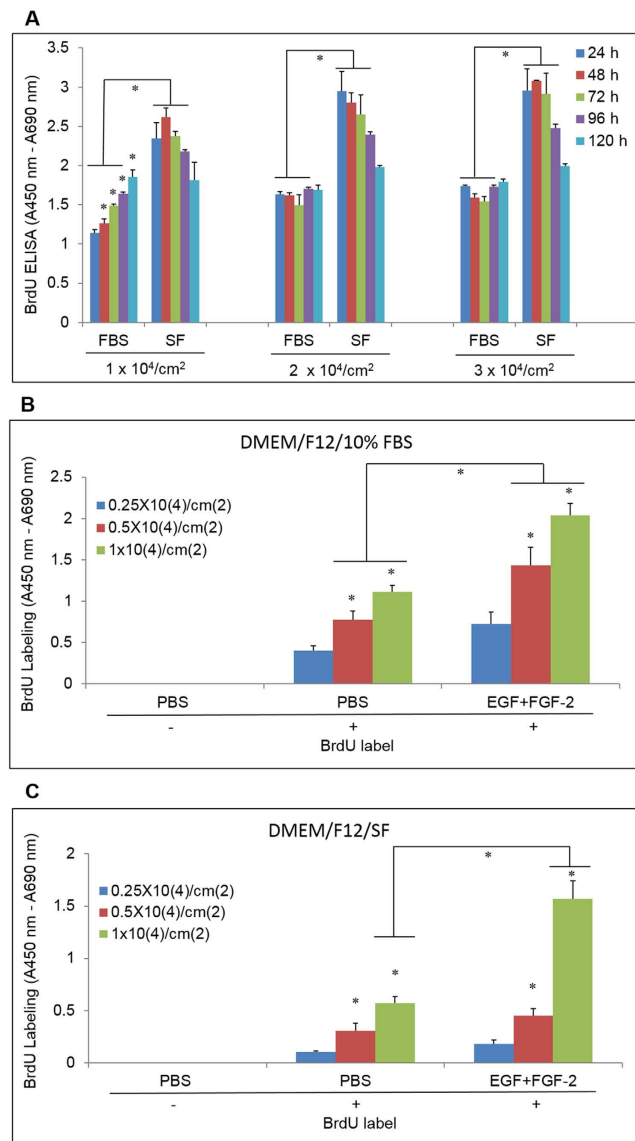 A
BrdU ELISA (A450 nm - A690 nm)
3.5
3
2.5
2
1.5
1
0.5
0
*
*
*
*
*
*
*
24 h
48 h
72 h
96 h
120 h
FBS SF FBS SF FBS SF
1 x 10⁴/cm² 2 x 10⁴/cm² 3 x 10⁴/cm²
B
DMEM/F12/10% FBS
BrdU Labeling (A450 nm - A690 nm)
2.5
2
1.5
1
0.5
0
0.25X10(4)/cm(2)
0.5X10(4)/cm(2)
1x10(4)/cm(2)
*
*
*
*
*
PBS PBS EGF+FGF-2
- + +
BrdU label
C
DMEM/F12/SF
BrdU Labeling (A450 nm - A690 nm)
2
1.5
1
0.5
0
0.25X10(4)/cm(2)
0.5X10(4)/cm(2)
1x10(4)/cm(2)
*
*
*
*
*
PBS PBS EGF+FGF-2
- + +
BrdU label